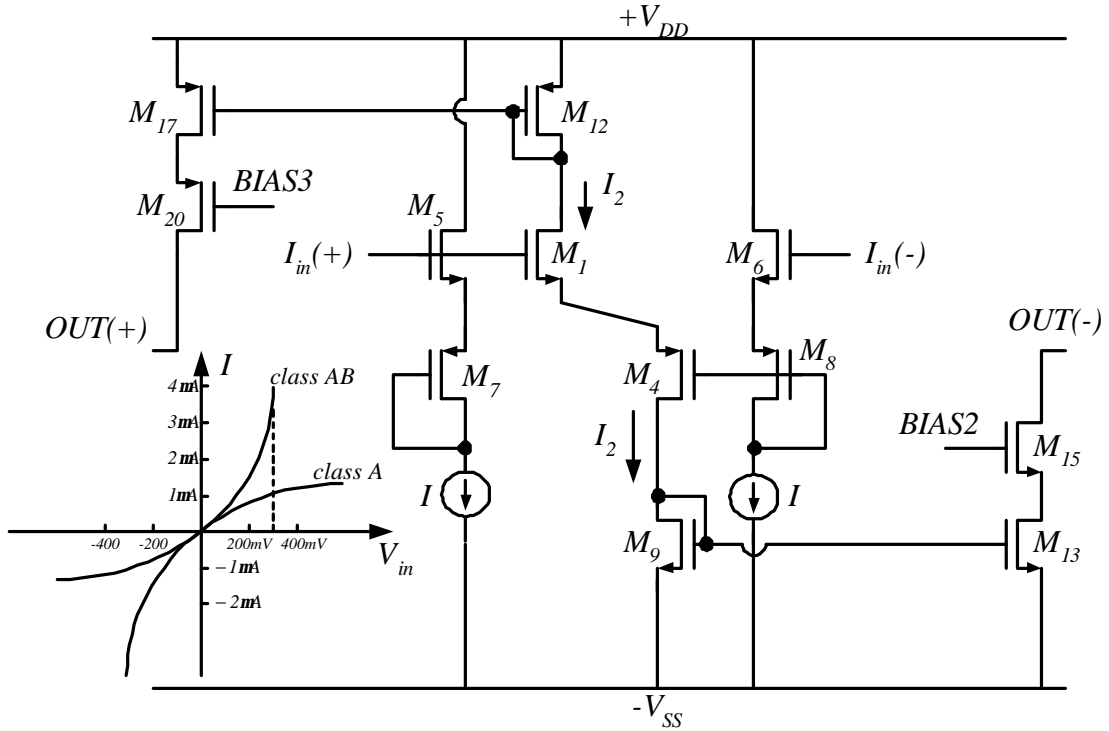 +V_DD
M_17
M_12
BIAS3
I_2
M_20
M_5
I_in(+)
M_1
M_6
I_in(-)
OUT(+)
OUT(-)
I
M_7
M_4
M_8
4mA
class AB
3mA
I_2
BIAS2
M_15
2mA
class A
1mA
I
I
-400
-200
200mV
400mV
V_in
M_9
M_13
-1mA
-2mA
-V_SS